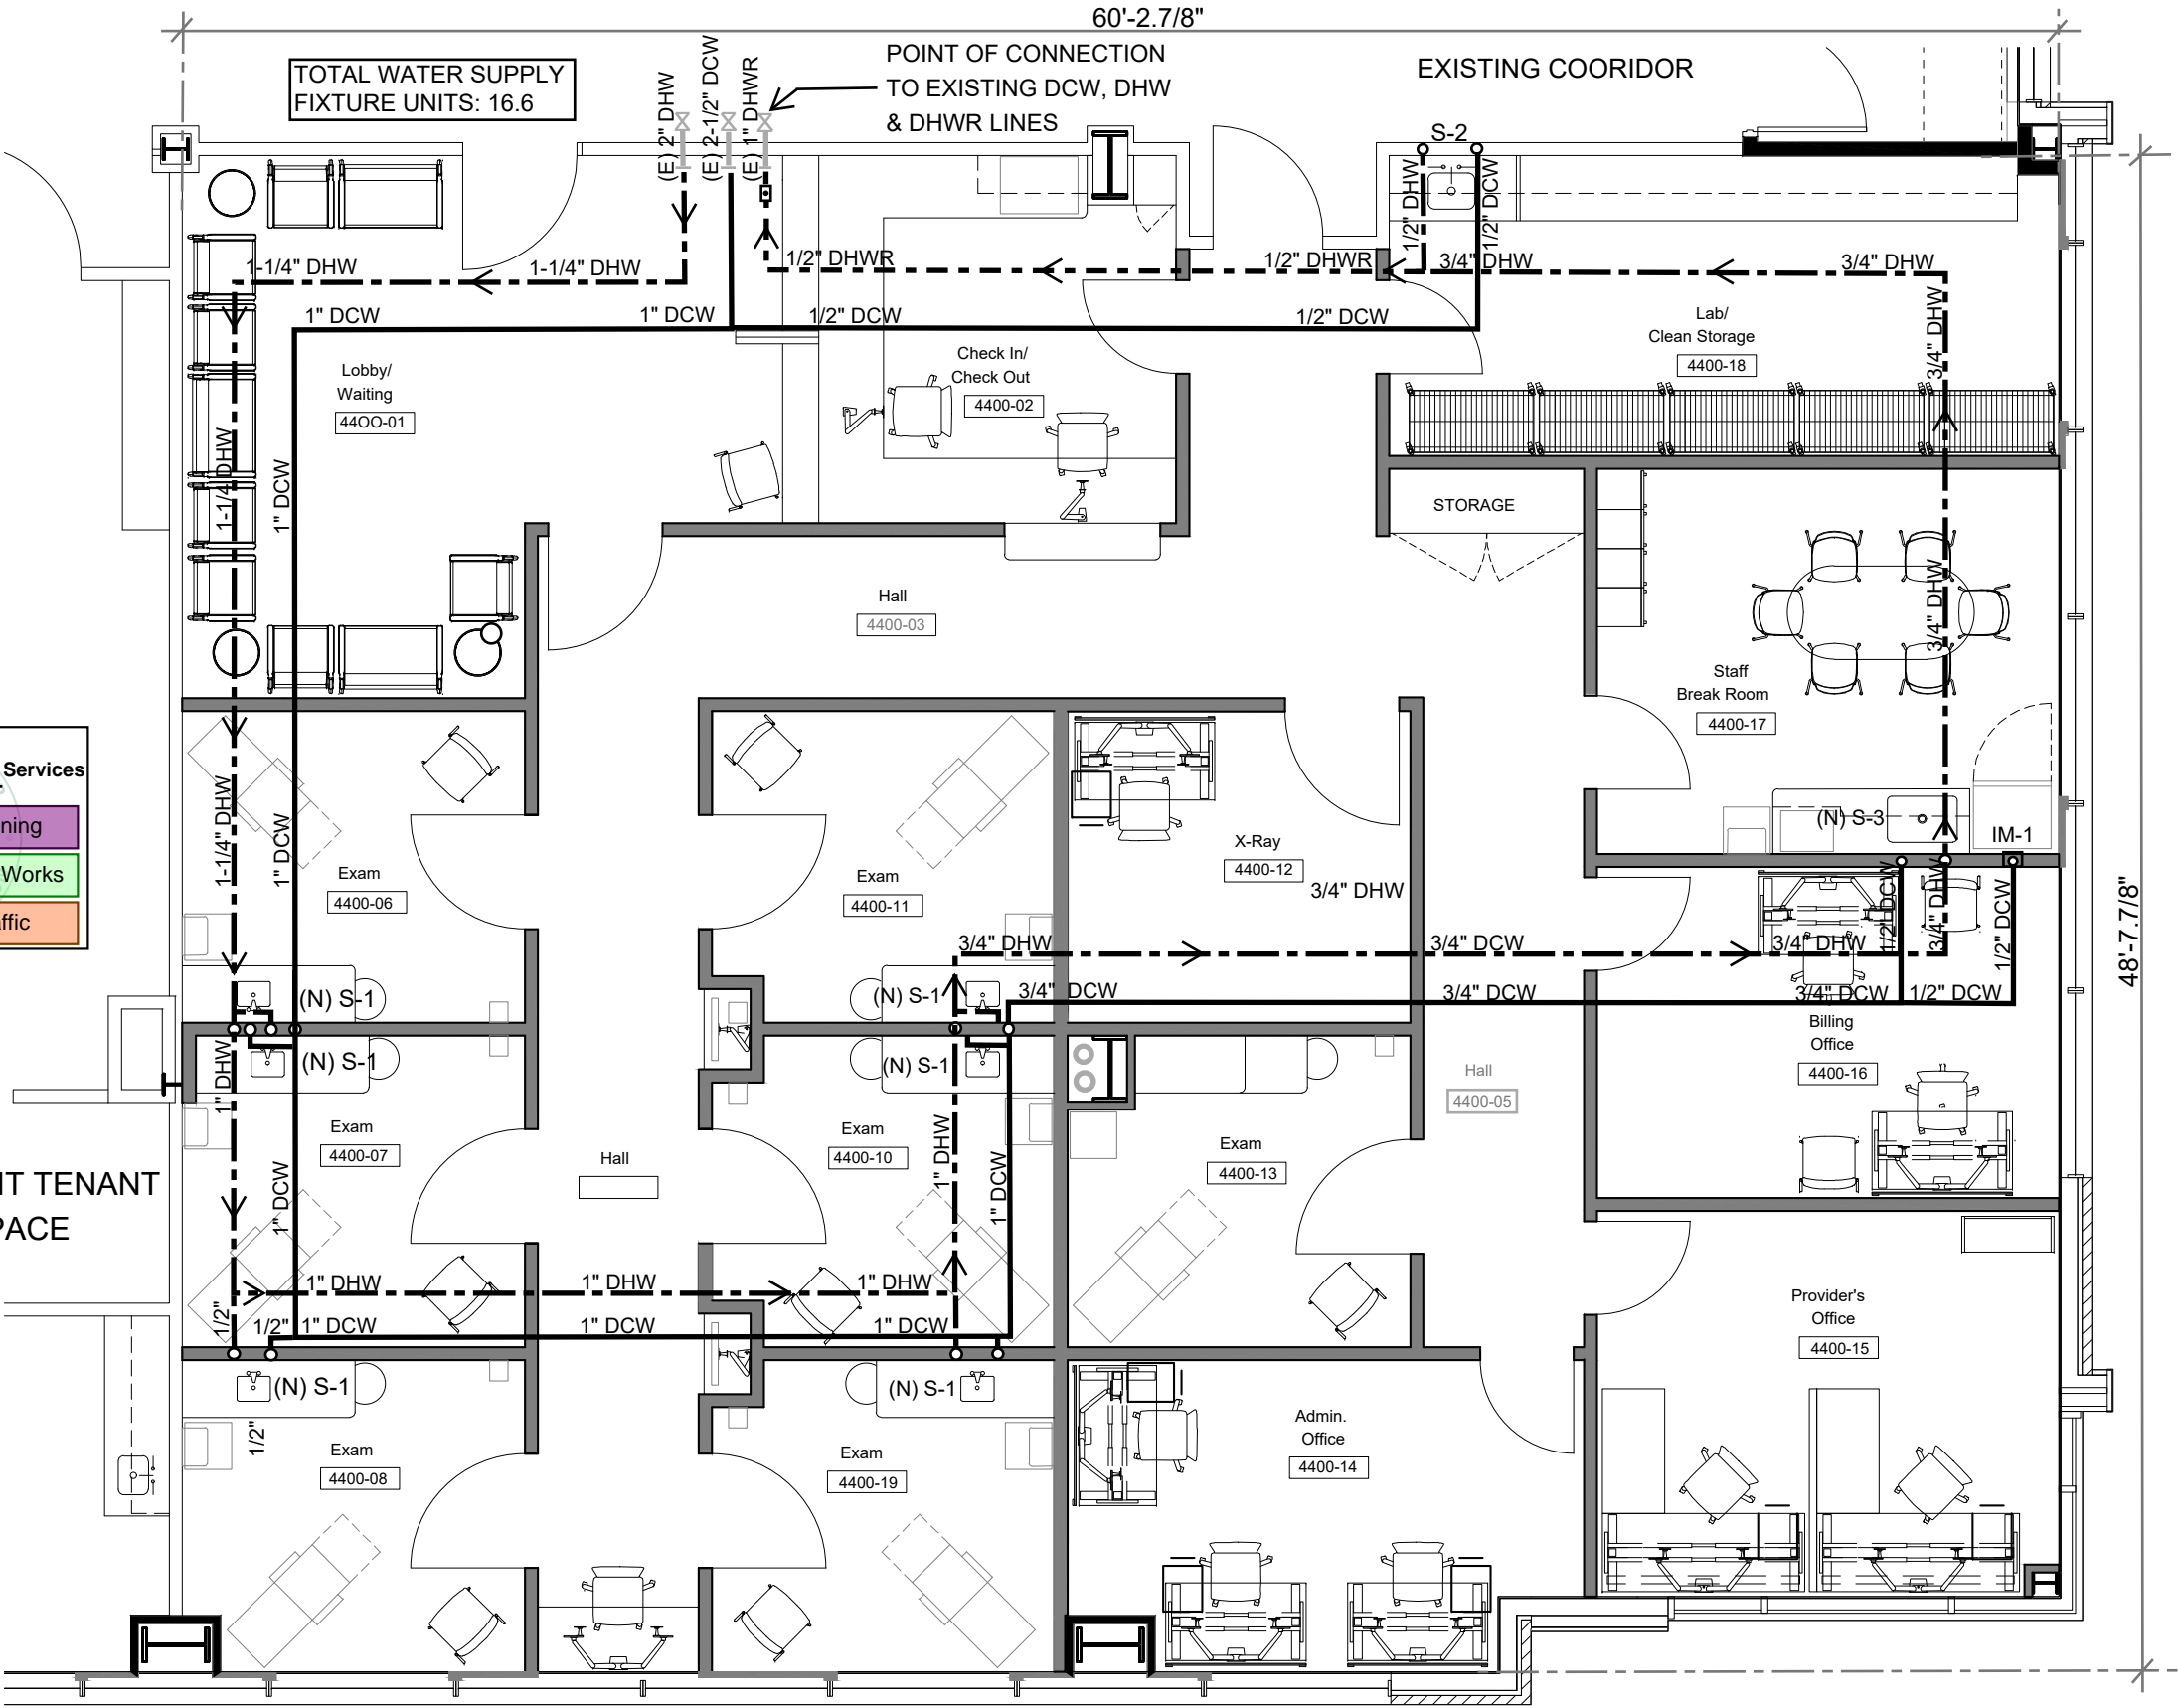 60'-2.7/8"
TOTAL WATER SUPPLY
FIXTURE UNITS: 16.6
(E) 2" DHW
(E) 2-1/2" DCW
(E) 1" DHWR
POINT OF CONNECTION
TO EXISTING DCW, DHW
& DHWR LINES
EXISTING COORIDOR
S-2
1/2" DHW
1/2" DCW
1-1/4" DHW
1-1/4" DHW
1/2" DHWR
1/2" DHWR
3/4" DHW
3/4" DHW
1" DCW
1" DCW
1/2" DCW
1/2" DCW
3/4" DHW
Lobby/
Waiting
44OO-01
Check In/
Check Out
4400-02
Lab/
Clean Storage
4400-18
1-1/4" DHW
1" DCW
STORAGE
Hall
4400-03
3/4" DHW
3/4" DHW
Staff
Break Room
4400-17
Services
ning
Works
ffic
1-1/4" DHW
1" DCW
Exam
4400-06
Exam
4400-11
X-Ray
4400-12
3/4" DHW
(N) S-3
IM-1
1/2" DCW
3/4" DHW
1/2" DCW
48'-7.7/8"
3/4" DHW
3/4" DCW
3/4" DHW
(N) S-1
(N) S-1
3/4" DCW
3/4" DCW
3/4" DCW
1/2" DCW
(N) S-1
(N) S-1
1" DHW
Billing
Office
4400-16
Hall
4400-05
Exam
4400-07
Hall
Exam
4400-10
1" DHW
1" DCW
Exam
4400-13
IT TENANT
PACE
1" DCW
1" DHW
1" DHW
1" DHW
1/2"
1/2"
1" DCW
1" DCW
1" DCW
Provider's
Office
4400-15
(N) S-1
(N) S-1
1/2"
Exam
4400-08
Exam
4400-19
Admin.
Office
4400-14